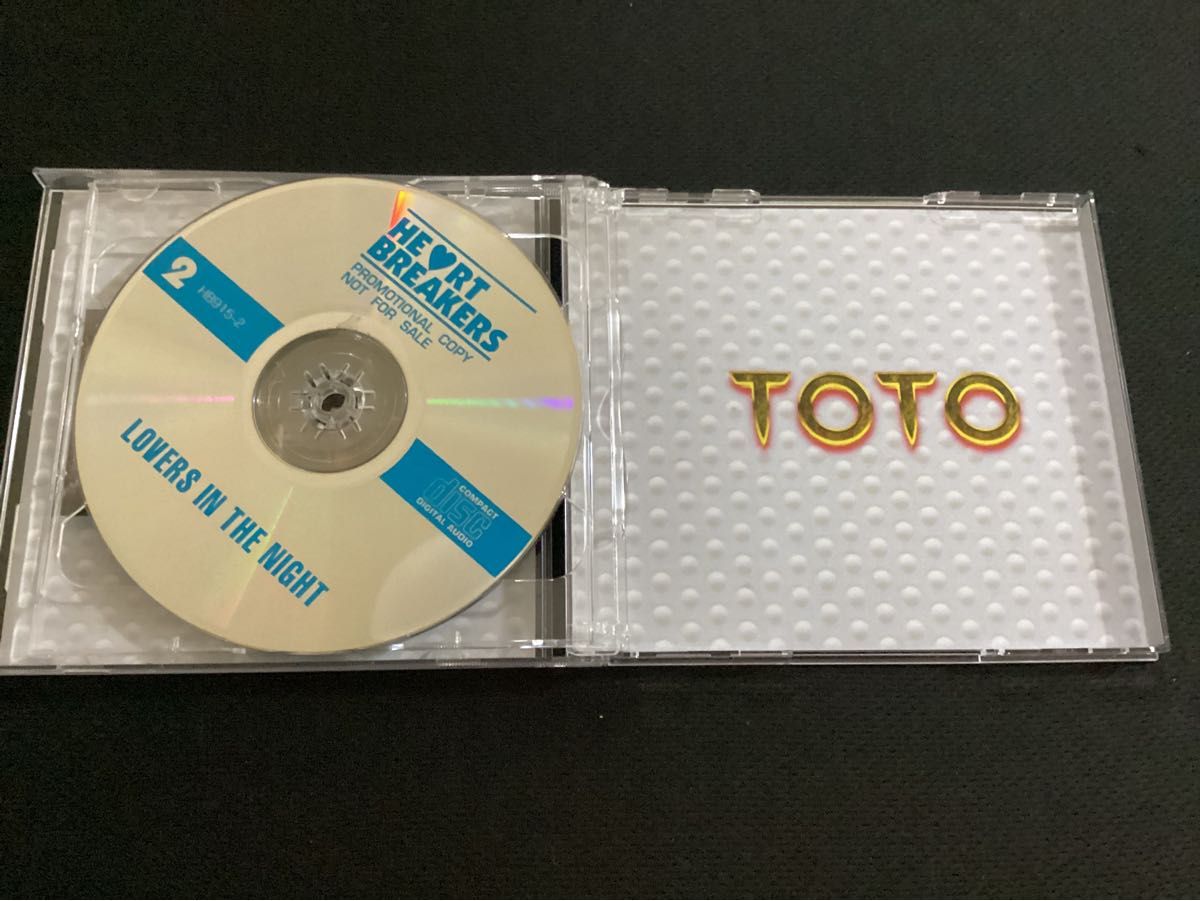 HE♥RT
BREAKERS
PROMOTIONAL COPY
NOT FOR SALE
2 HB915-2
LOVERS IN THE NIGHT
COMPACT
disc
DIGITAL AUDIO
TOTO